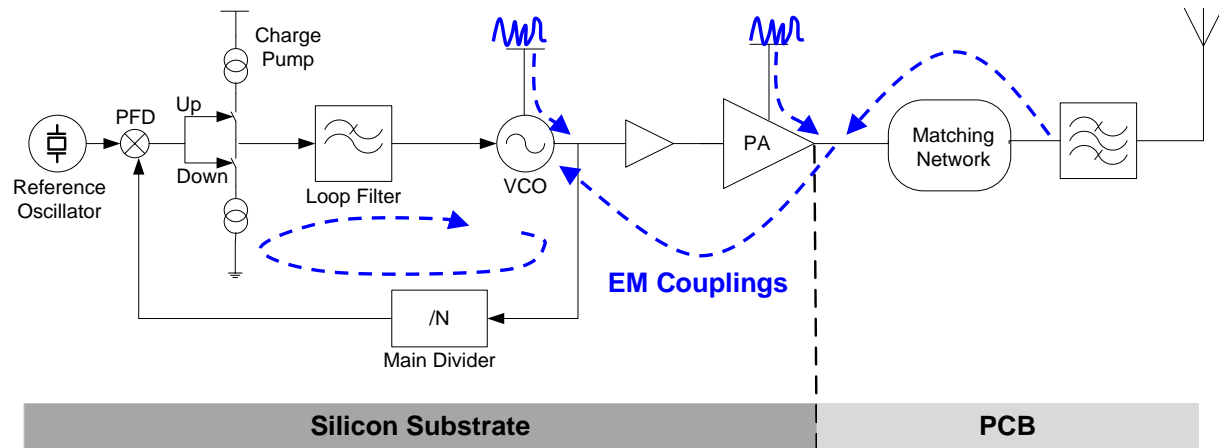 Charge
Pump
PFD
Up
Down
Reference
Oscillator
Loop Filter
VCO
PA
Matching
Network
EM Couplings
/N
Main Divider
Silicon Substrate
PCB